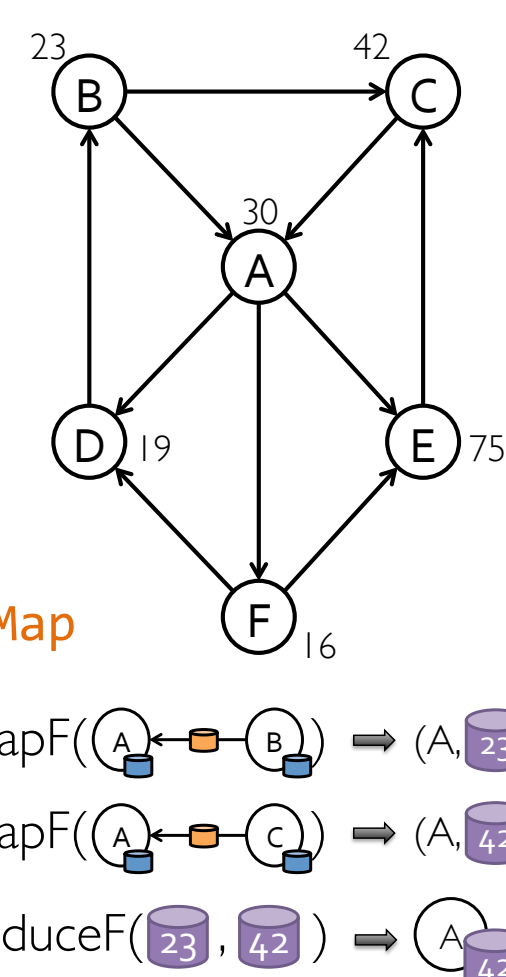 23 42
B C
30
A
D 19 E 75
F 16
Map
apF( A B ) (A, 23
apF( A C ) (A, 42
duceF( 23 , 42 ) A 42